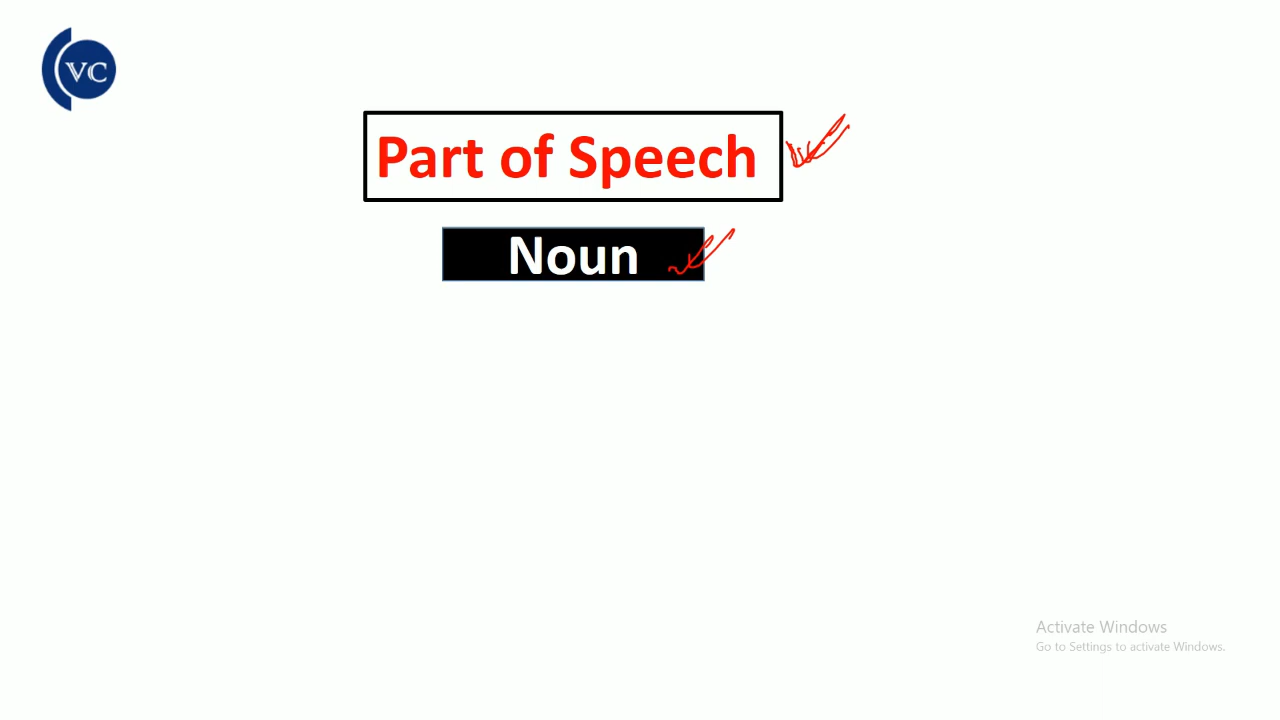 VC
Part of Speech
Noun
Activate Windows
Go to Settings to activate Windows.